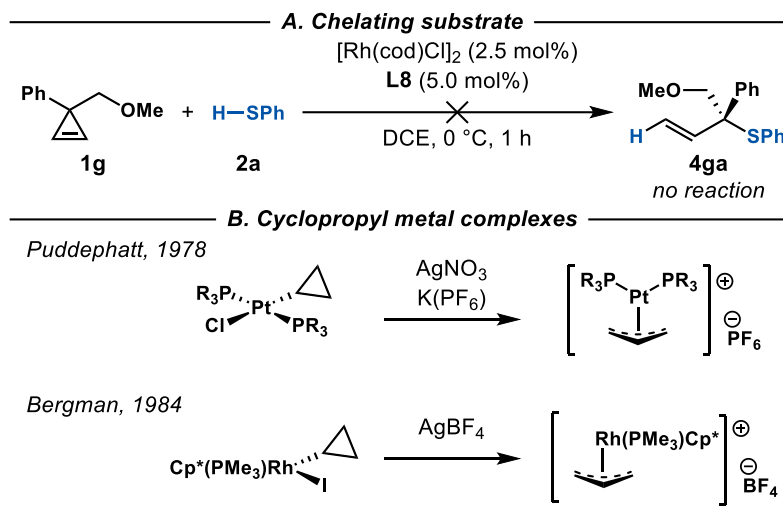 A. Chelating substrate
[Rh(cod)Cl]2 (2.5 mol%)
L8 (5.0 mol%)
DCE, 0 °C, 1 h
Ph
OMe
1g
+
H SPh
2a
MeO
Ph
H
SPh
4ga
no reaction
B. Cyclopropyl metal complexes
Puddephatt, 1978
R3P
Pt
Cl
PR3
AgNO3
K(PF6)
R3P PR3
Pt
+
−
PF6
Bergman, 1984
Cp*(PMe3)Rh
I
AgBF4
Rh(PMe3)Cp*
+
−
BF4